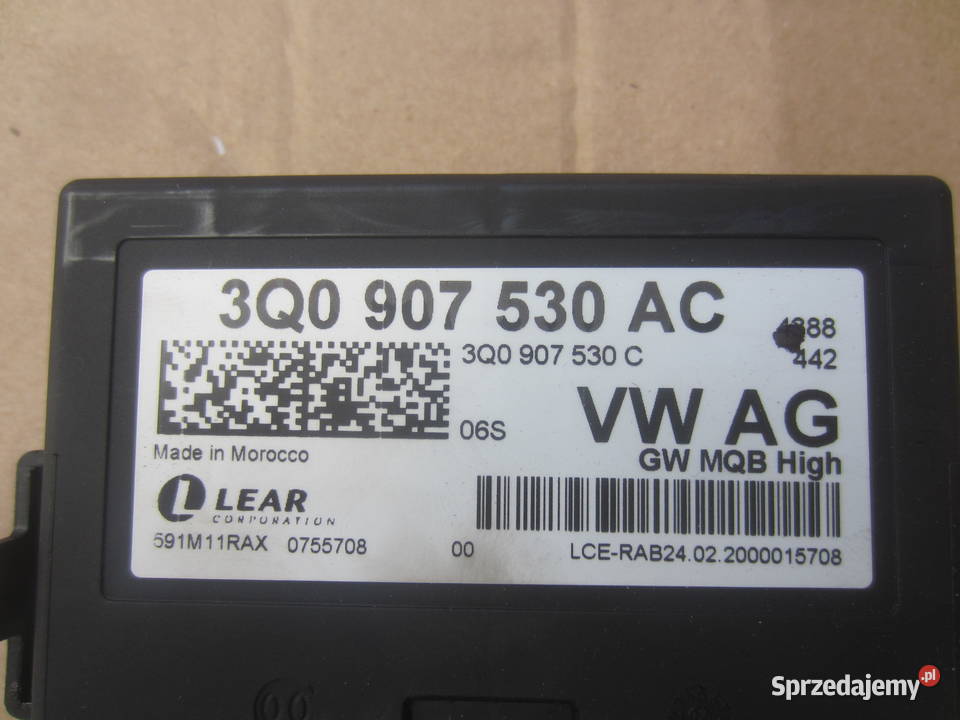 3Q0 907 530 AC
88
3Q0 907 530 C
442
06S
VW AG
GW MQB High
Made in Morocco
LEAR
CORPORATION
591M11RAX 0755708
00
LCE-RAB24.02.2000015708
Sprzedajemy.pl